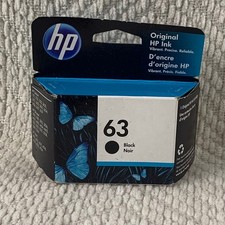 hp
Original
HP Ink
Vibrant. Precise. Reliable.
D'encre
d'origine HP
Vibrant. Précis. Fiable.
63
Black
Noir